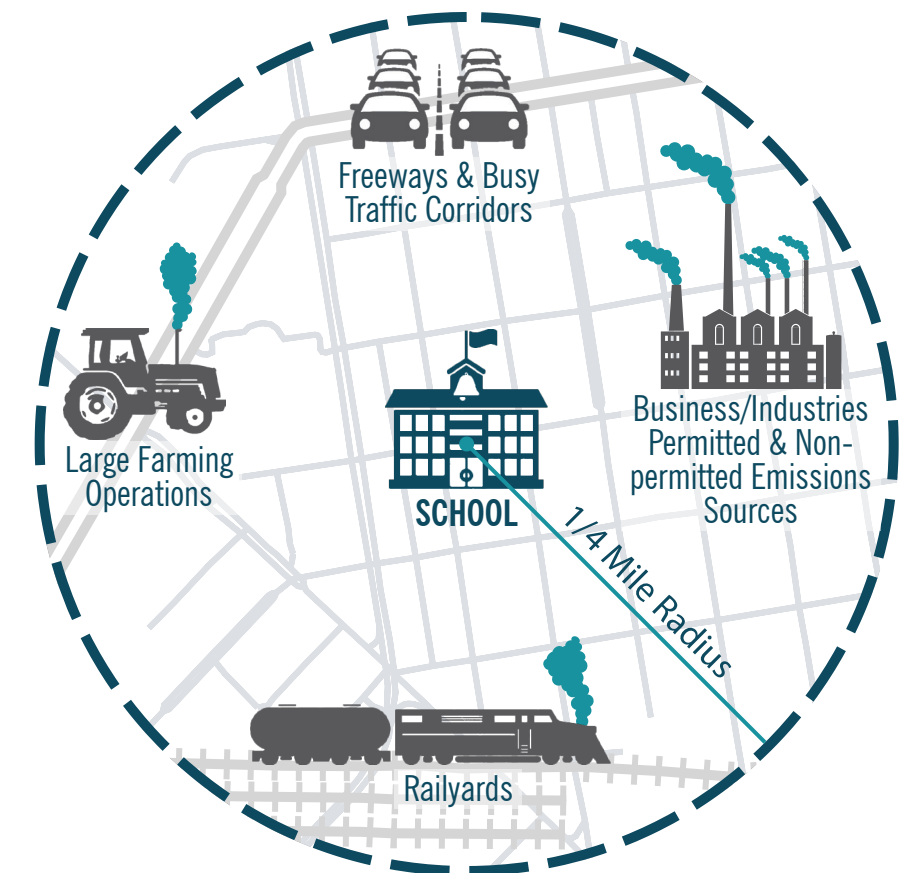 Freeways & Busy
Traffic Corridors
Business/Industries
Permitted & Non-
permitted Emissions
Sources
Large Farming
Operations
SCHOOL
1/4 Mile Radius
Railyards